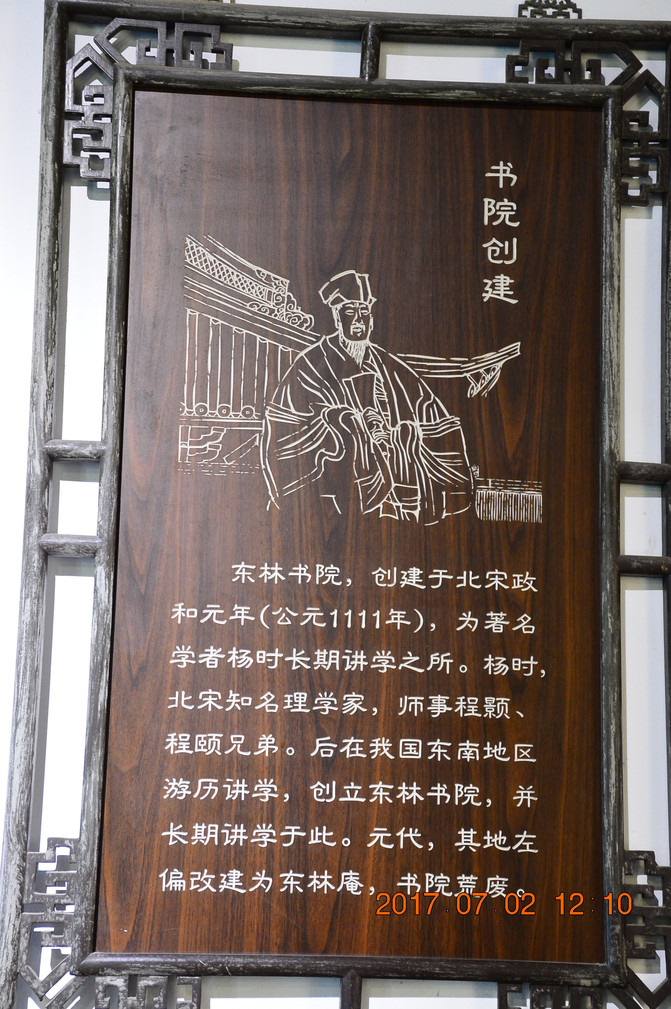 书院创建
东林书院，创建于北宋政
和元年(公元1111年)，为著名
学者杨时长期讲学之所。杨时，
北宋知名理学家，师事程颢、
程颐兄弟。后在我国东南地区
游历讲学，创立东林书院，并
长期讲学于此。元代，其地左
偏改建为东林庵，书院荒废。
2017.07.02 12:10